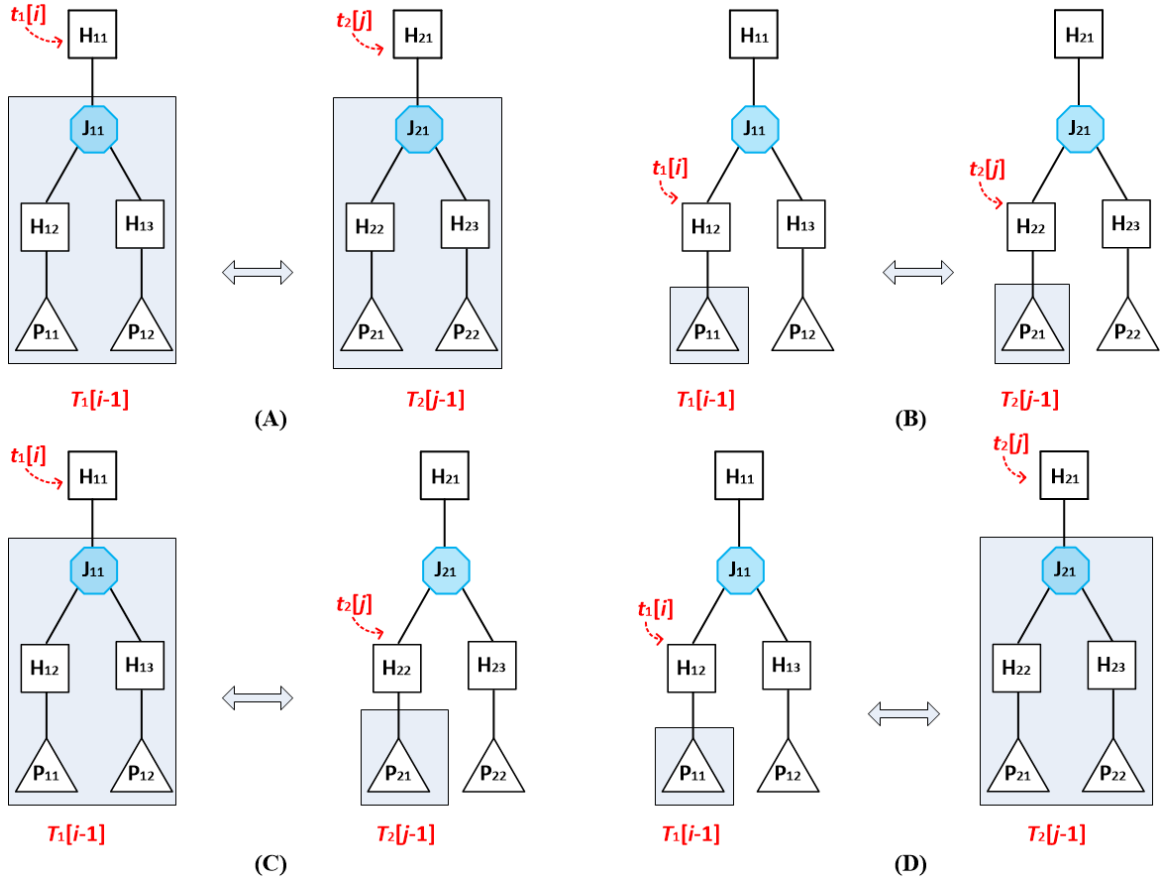 t₁[i] H₁₁ t₂[j] H₂₁ H₁₁ H₂₁
J₁₁ J₂₁ J₁₁ J₂₁
t₁[i] t₂[j]
H₁₂ H₁₃ H₂₂ H₂₃ H₁₂ H₁₃ H₂₂ H₂₃
P₁₁ P₁₂ P₂₁ P₂₂ P₁₁ P₁₂ P₂₁ P₂₂
T₁[i-1] T₂[j-1] T₁[i-1] T₂[j-1]
(A) (B)
t₁[i] H₁₁ H₂₁ H₁₁ t₂[j] H₂₁
J₁₁ J₂₁ J₁₁ J₂₁
t₂[j] t₁[i]
H₁₂ H₁₃ H₂₂ H₂₃ H₁₂ H₁₃ H₂₂ H₂₃
P₁₁ P₁₂ P₂₁ P₂₂ P₁₁ P₁₂ P₂₁ P₂₂
T₁[i-1] T₂[j-1] T₁[i-1] T₂[j-1]
(C) (D)